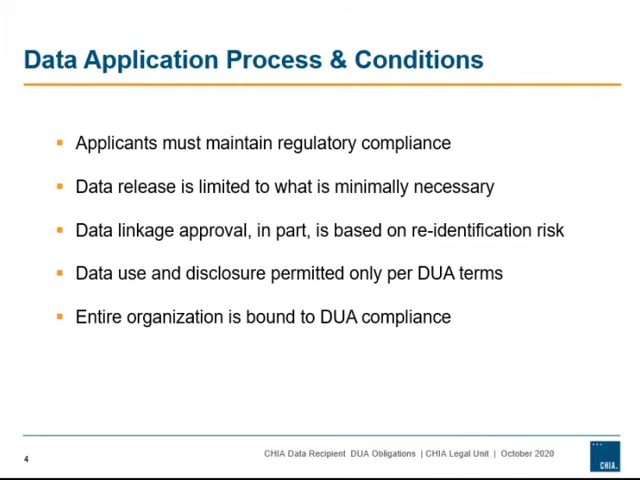 Data Application Process & Conditions
Applicants must maintain regulatory compliance
Data release is limited to what is minimally necessary
Data linkage approval, in part, is based on re-identification risk
Data use and disclosure permitted only per DUA terms
Entire organization is bound to DUA compliance
4
CHIA Data Recipient DUA Obligations | CHIA Legal Unit | October 2020
CHIA.